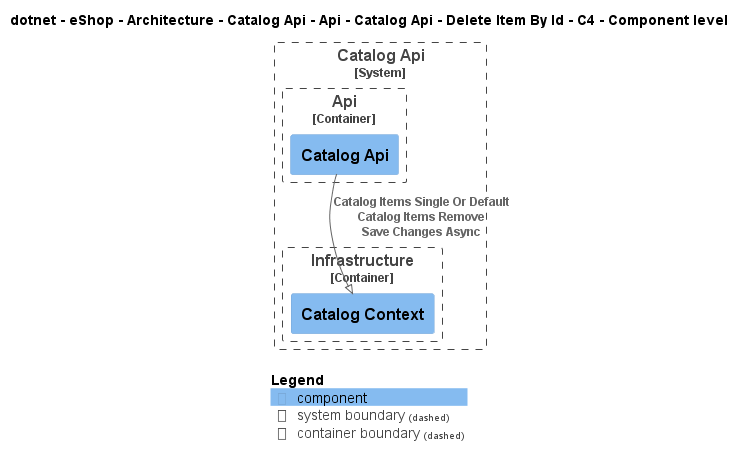 dotnet - eShop - Architecture - Catalog Api - Api - Catalog Api - Delete Item By Id - C4 - Component level
Catalog Api
[System]
Api
[Container]
Catalog Api
Catalog Items Single Or Default
Catalog Items Remove
Save Changes Async
Infrastructure
[Container]
Catalog Context
Legend
component
system boundary (dashed)
container boundary (dashed)